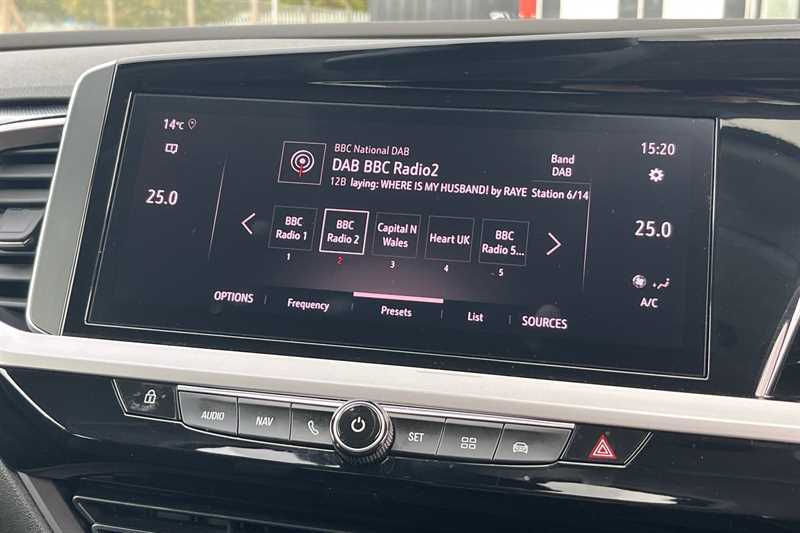 14°C
15:20
BBC National DAB
DAB BBC Radio2
12B laying: WHERE IS MY HUSBAND! by RAYE
Band
DAB
Station 6/14
25.0
25.0
BBC
Radio 1
BBC
Radio 2
Capital N
Wales
Heart UK
BBC
Radio 5...
1
2
3
4
5
A/C
OPTIONS
Frequency
Presets
List
SOURCES
AUDIO
NAV
SET